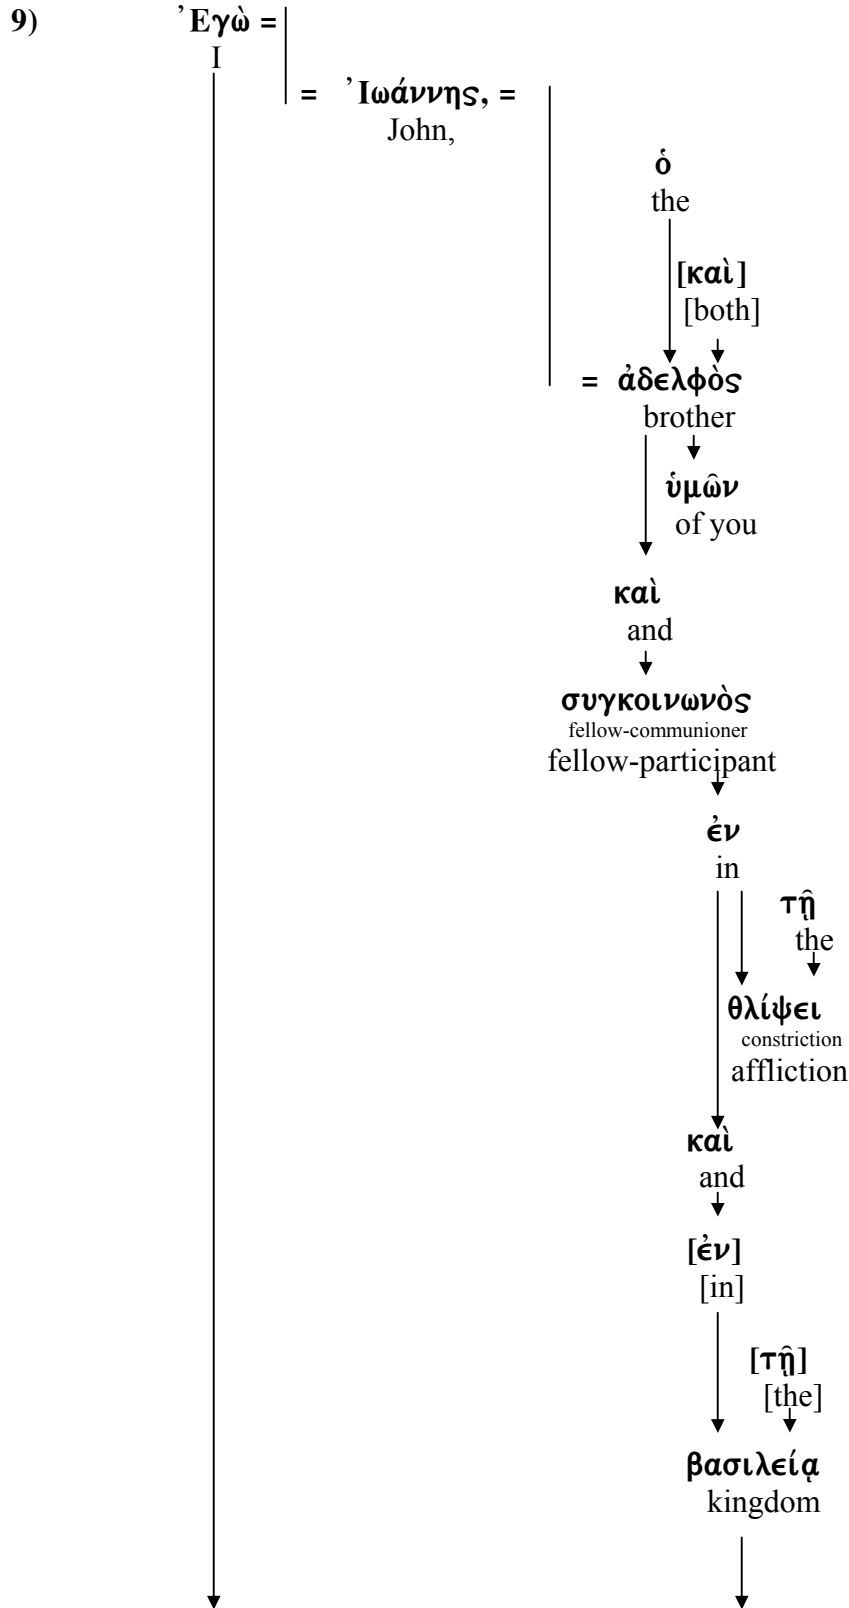 9) Ἐγὼ =
I
= Ἰωάννης, =
John,
ὁ
the
[καὶ]
[both]
= ἀδελφὸς
brother
ὑμῶν
of you
καὶ
and
συγκοινωνὸς
fellow-communioner
fellow-participant
ἐν
in
τῇ
the
θλίψει
constriction
affliction
καὶ
and
[ἐν]
[in]
[τῇ]
[the]
βασιλείᾳ
kingdom